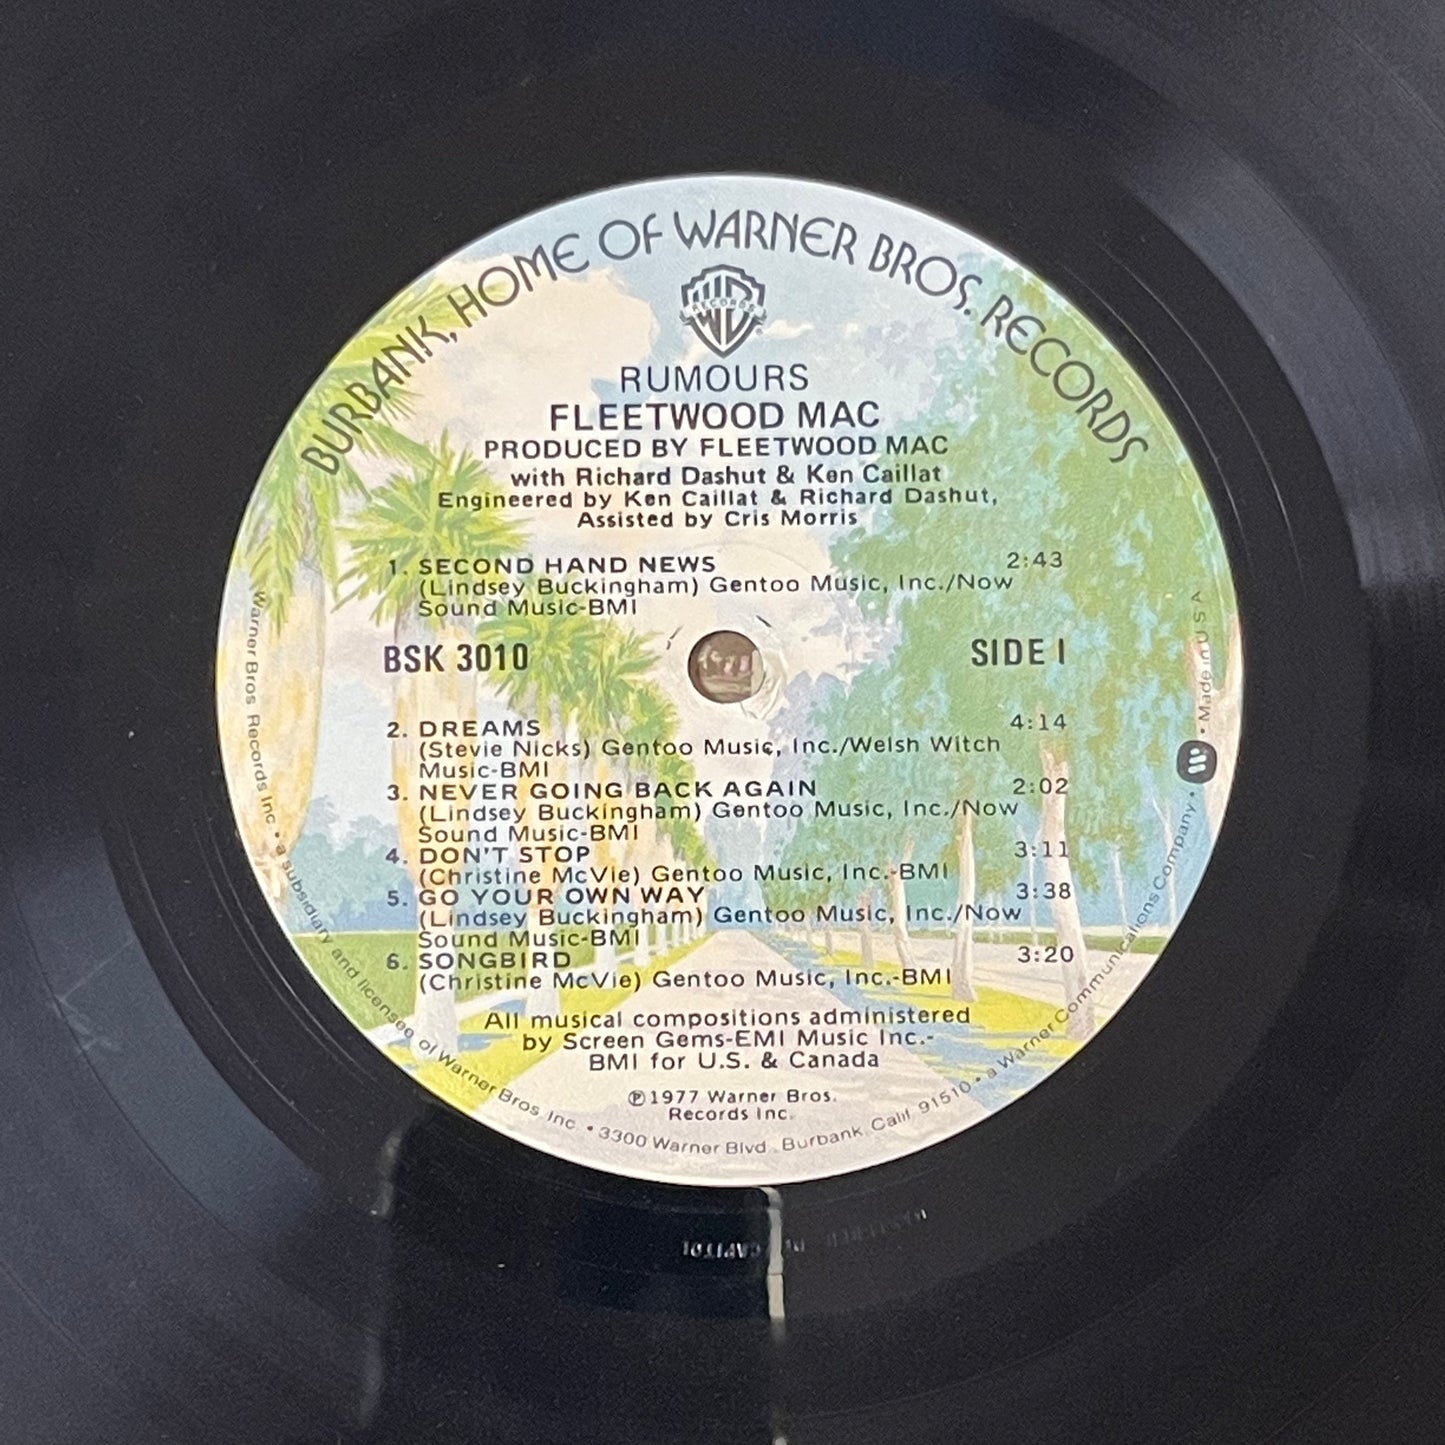 BURBANK, HOME OF WARNER BROS. RECORDS
RECORDS
RUMOURS
FLEETWOOD MAC
PRODUCED BY FLEETWOOD MAC
with Richard Dashut & Ken Caillat
Engineered by Ken Caillat & Richard Dashut,
Assisted by Cris Morris
1. SECOND HAND NEWS 2:43
(Lindsey Buckingham) Gentoo Music, Inc./Now
Sound Music-BMI
BSK 3010 SIDE 1
2. DREAMS 4:14
(Stevie Nicks) Gentoo Music, Inc./Welsh Witch
Music-BMI
3. NEVER GOING BACK AGAIN 2:02
(Lindsey Buckingham) Gentoo Music, Inc./Now
Sound Music-BMI
4. DON'T STOP 3:11
(Christine McVie) Gentoo Music, Inc.-BMI
5. GO YOUR OWN WAY 3:38
(Lindsey Buckingham) Gentoo Music, Inc./Now
Sound Music-BMI
6. SONGBIRD 3:20
(Christine McVie) Gentoo Music, Inc.-BMI
All musical compositions administered
by Screen Gems-EMI Music Inc.-
BMI for U.S. & Canada
℗1977 Warner Bros.
Records Inc.
Warner Bros. Records Inc. • a subsidiary and licensee of Warner Bros. Inc. • 3300 Warner Blvd., Burbank, Calif. 91510 • a Warner Communications Company • Made in U S A
MASTERED BY CAPITOL